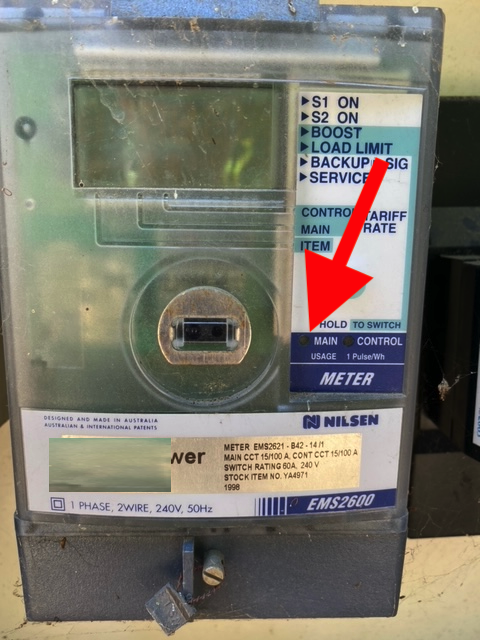 S1 ON
S2 ON
BOOST
LOAD LIMIT
BACKUP SIG
SERVICE
CONTROL TARIFF
MAIN RATE
ITEM
HOLD TO SWITCH
MAIN CONTROL
USAGE 1 Pulse/Wh
METER
DESIGNED AND MADE IN AUSTRALIA
AUSTRALIAN & INTERNATIONAL PATENTS
NILSEN
wer
METER EMS2621 - B42 - 14 /1
MAIN CCT 15/100 A, CONT CCT 15/100 A
SWITCH RATING 60A, 240 V
STOCK ITEM NO. YA4971
1998
1 PHASE, 2WIRE, 240V, 50Hz
EMS2600